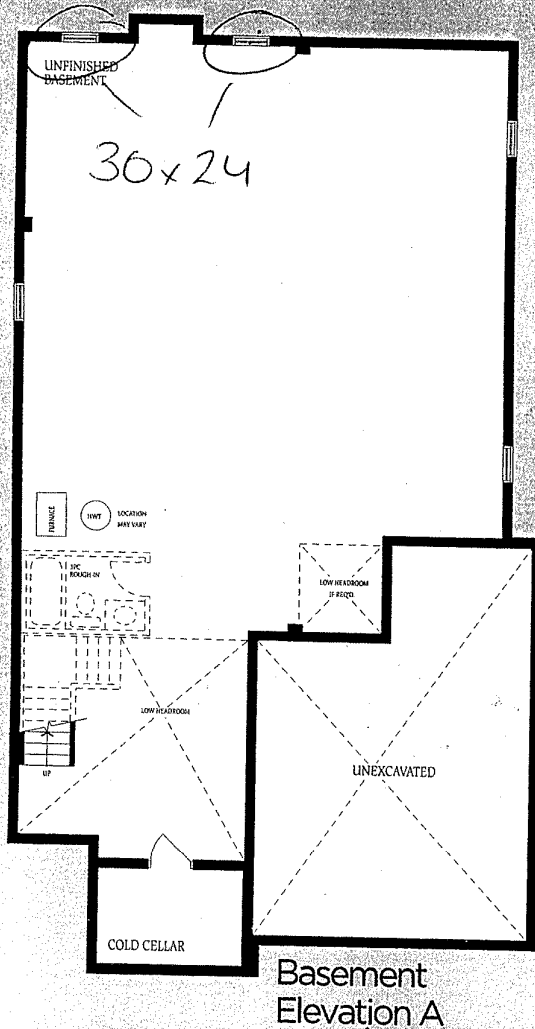 UNFINISHED
BASEMENT
30x24
FURNACE
HWT
LOCATION
MAY VARY
3PC
ROUGH-IN
LOW HEADROOM
IF REQ'D.
LOW HEADROOM
UP
UNEXCAVATED
COLD CELLAR
Basement
Elevation A